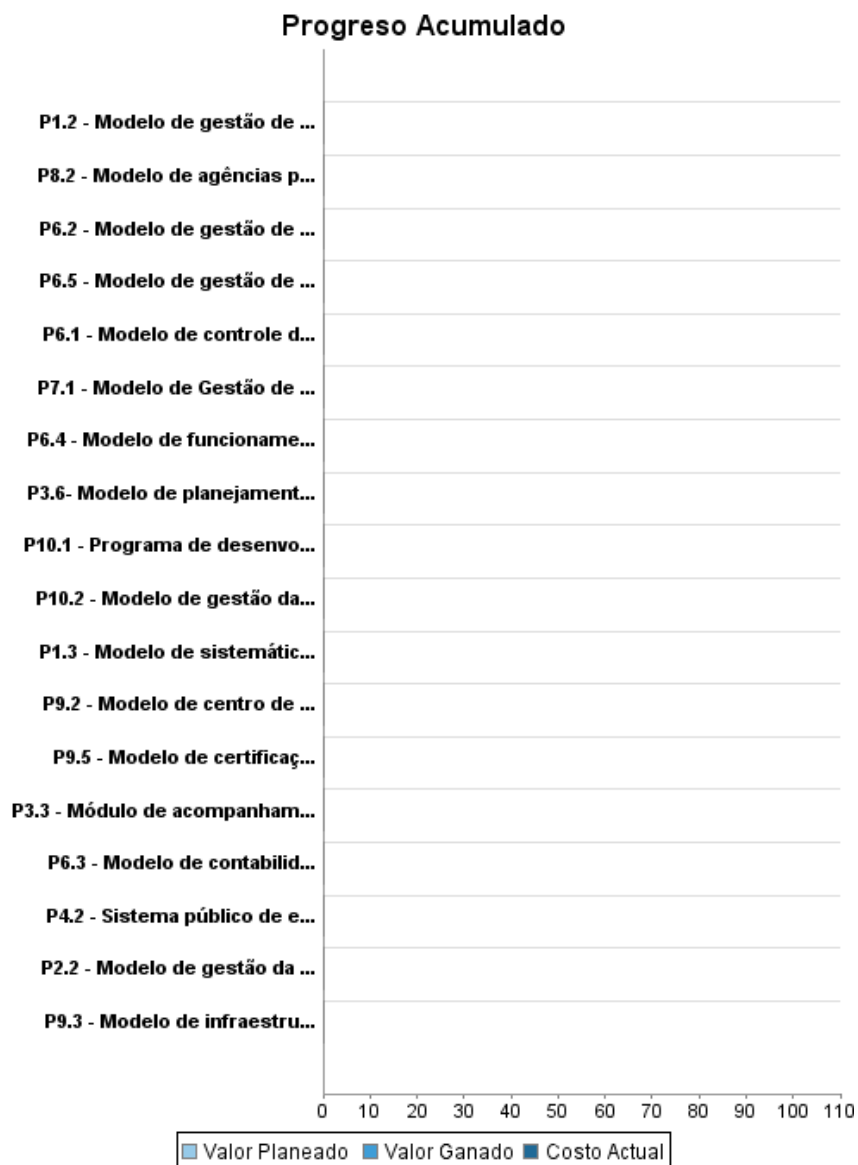 Progreso Acumulado
P1.2 - Modelo de gestão de ...
P8.2 - Modelo de agências p...
P6.2 - Modelo de gestão de ...
P6.5 - Modelo de gestão de ...
P6.1 - Modelo de controle d...
P7.1 - Modelo de Gestão de ...
P6.4 - Modelo de funcioname...
P3.6- Modelo de planejament...
P10.1 - Programa de desenvo...
P10.2 - Modelo de gestão da...
P1.3 - Modelo de sistemátic...
P9.2 - Modelo de centro de ...
P9.5 - Modelo de certificaç...
P3.3 - Módulo de acompanham...
P6.3 - Modelo de contabilid...
P4.2 - Sistema público de e...
P2.2 - Modelo de gestão da ...
P9.3 - Modelo de infraestru...
0 10 20 30 40 50 60 70 80 90 100 110
Valor Planeado Valor Ganado Costo Actual